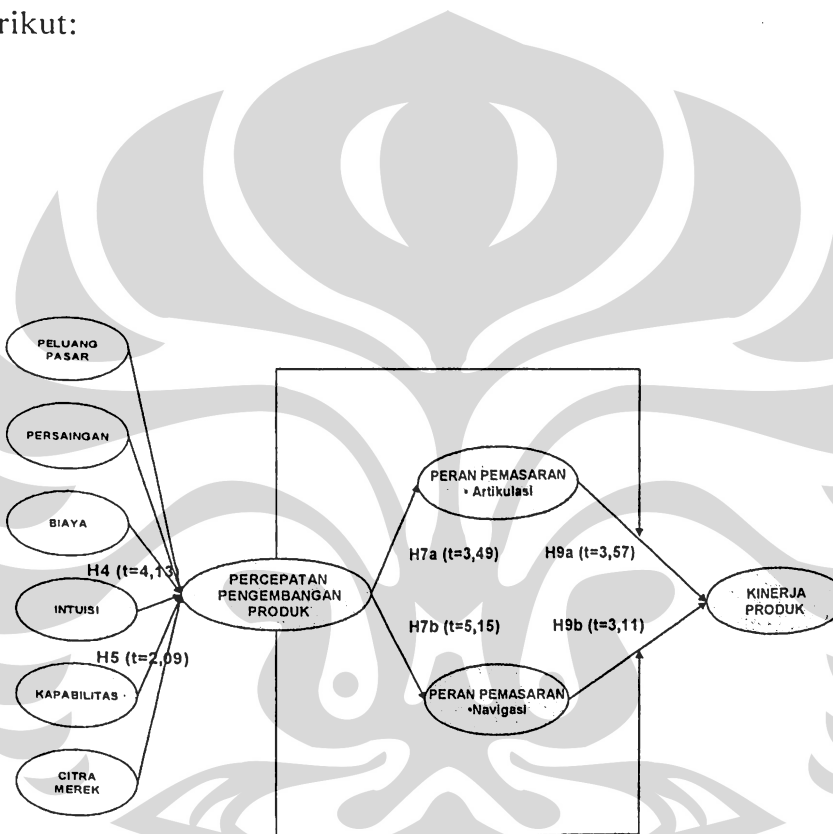 rikut:
PELUANG
PASAR
PERSAINGAN
BIAYA
H4 (t=4,13)
INTUISI
H5 (t=2,09)
KAPABILITAS
CITRA
MEREK
PERCEPATAN
PENGEMBANGAN
PRODUK
PERAN PEMASARAN
• Artikulasi
H7a (t=3,49)
H9a (t=3,57)
H7b (t=5,15)
H9b (t=3,11)
PERAN PEMASARAN
•Navigasi
KINERJA
PRODUK